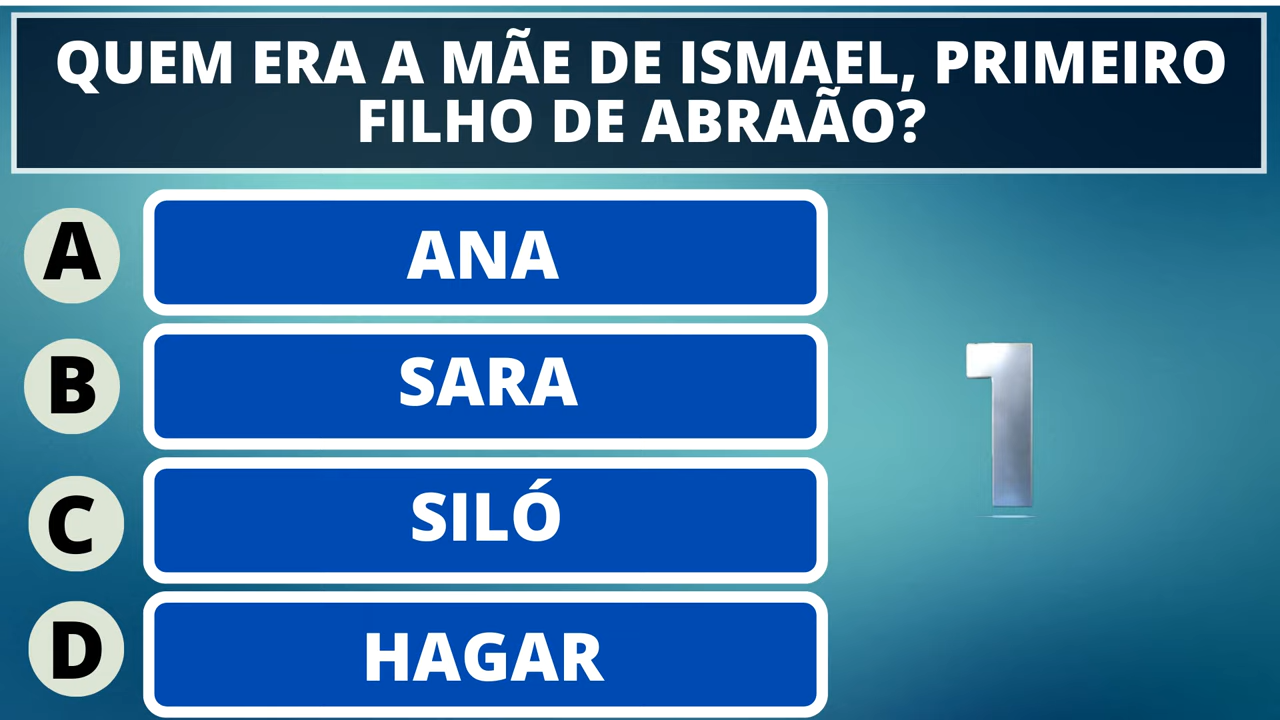 QUEM ERA A MÃE DE ISMAEL, PRIMEIRO
FILHO DE ABRAÃO?
A
ANA
B
SARA
C
SILÓ
D
HAGAR
1